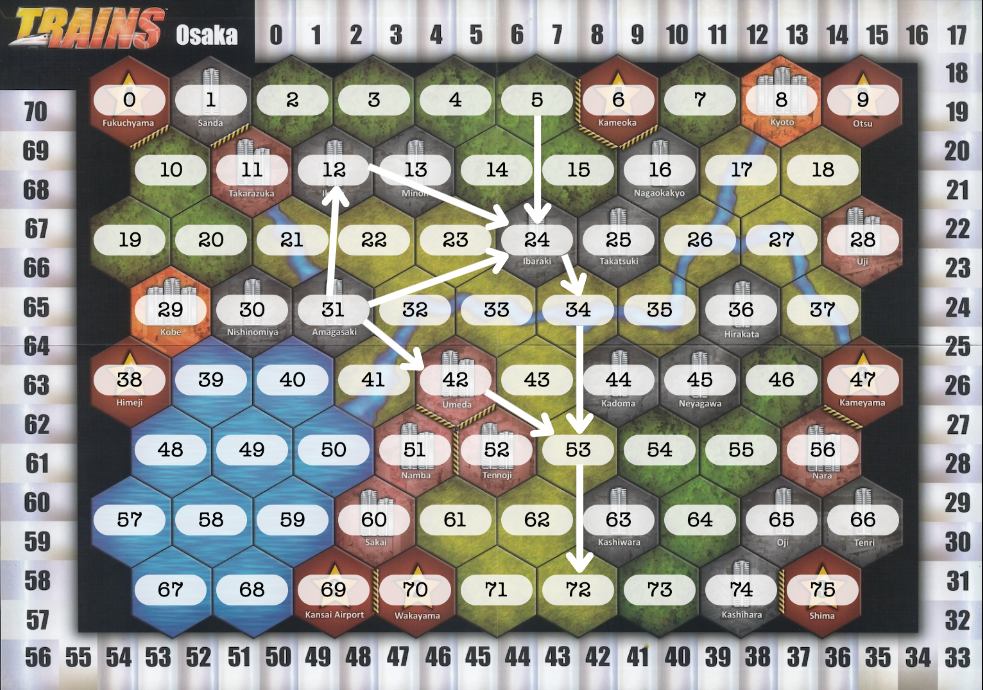 TRAINS
Osaka
0 1 2 3 4 5 6 7 8 9 10 11 12 13 14 15 16 17
18
0 1 2 3 4 5 6 7 8 9
Fukuchyama Sanda Kameoka Kyoto Otsu
70 19
69 20
10 11 12 13 14 15 16 17 18
Takarazuka Nagaokakyo
68 21
67 22
19 20 21 22 23 24 25 26 27 28
Ibaraki Takatsuki Uji
66 23
65 24
29 30 31 32 33 34 35 36 37
Kobe Nishinomiya Amagasaki Hirakata
64 25
63 26
38 39 40 41 42 43 44 45 46 47
Himeji Umeda Kadoma Neyagawa Kameyama
62 27
61 28
48 49 50 51 52 53 54 55 56
Namba Tennoji Nara
60 29
57 58 59 60 61 62 63 64 65 66
Sakai Kashiwara Oji Tenri
59 30
58 31
67 68 69 70 71 72 73 74 75
Kansai Airport Wakayama Kashihara Shima
57 32
56 55 54 53 52 51 50 49 48 47 46 45 44 43 42 41 40 39 38 37 36 35 34 33